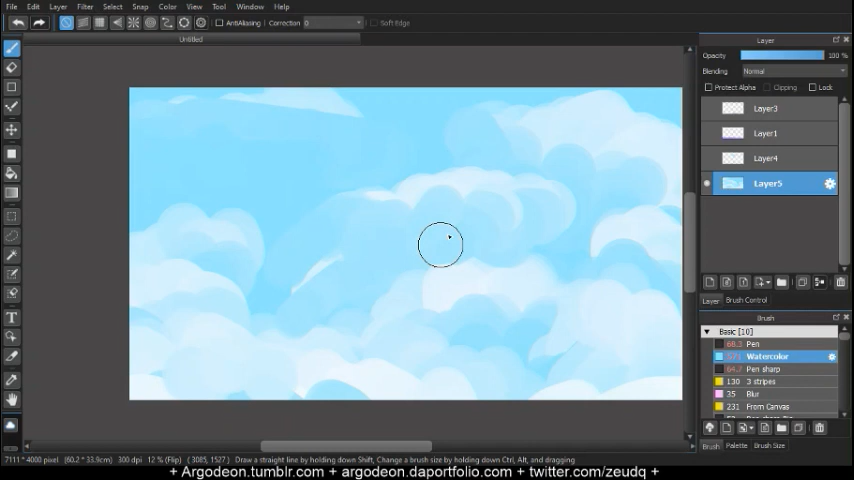 File Edit Layer Filter Select Snap Color View Tool Window Help
AntiAliasing Correction 0 Soft Edge
Untitled
Layer
Opacity 100 %
Blending Normal
Protect Alpha Clipping Lock
Layer3
Layer1
Layer4
Layer5
Layer Brush Control
Brush
Basic [10]
68.3 Pen
Watercolor
64.7 Pen sharp
130 3 stripes
35 Blur
231 From Canvas
Brush Palette Brush Size
7111 * 4000 pixel (60.2 * 33.9cm) 300 dpi 12 % (Flip) ( 3085, 1527 ) Draw a straight line by holding down Shift, Change a brush size by holding down Ctrl, Alt, and dragging
+ Argodeon.tumblr.com + argodeon.daportfolio.com + twitter.com/zeudq +